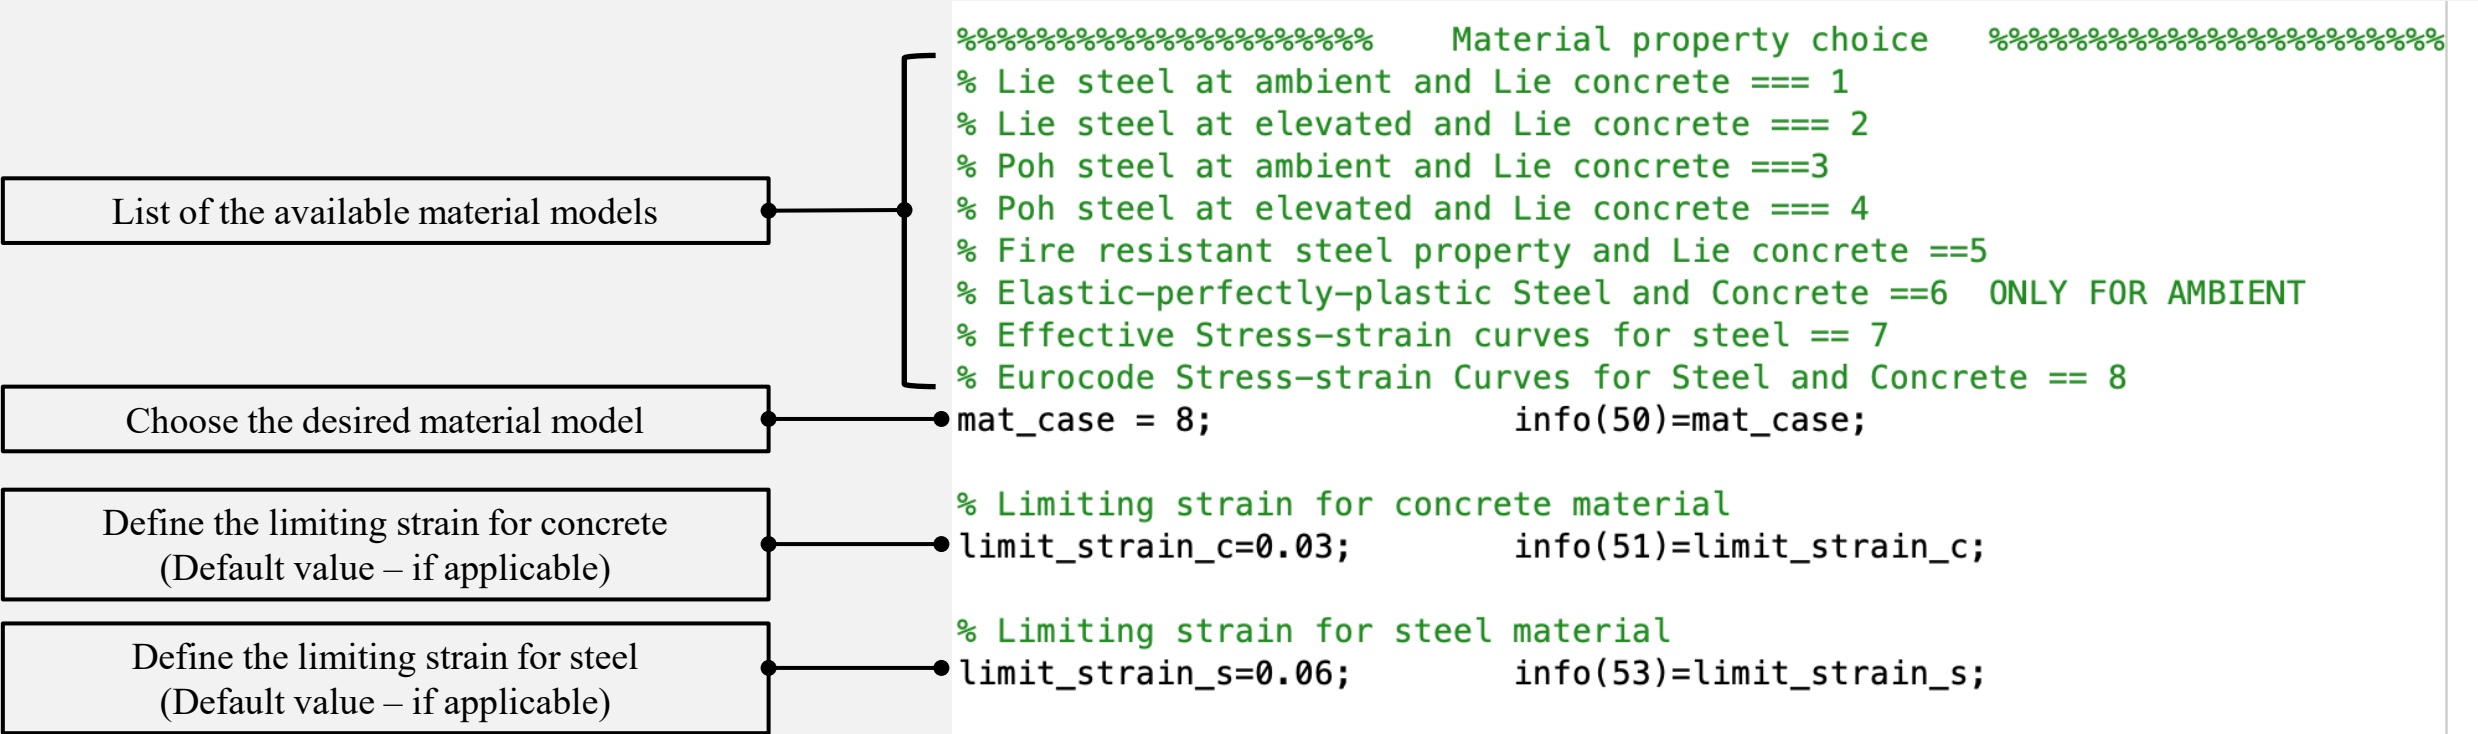 %%%%%%%%%%%%%%%%%%%%% Material property choice %%%%%%%%%%%%%%%%%%%%%%%
% Lie steel at ambient and Lie concrete === 1
% Lie steel at elevated and Lie concrete === 2
% Poh steel at ambient and Lie concrete ===3
List of the available material models
% Poh steel at elevated and Lie concrete === 4
% Fire resistant steel property and Lie concrete ==5
% Elastic-perfectly-plastic Steel and Concrete ==6 ONLY FOR AMBIENT
% Effective Stress-strain curves for steel == 7
% Eurocode Stress-strain Curves for Steel and Concrete == 8
Choose the desired material model
mat_case = 8; info(50)=mat_case;
Define the limiting strain for concrete
(Default value – if applicable)
% Limiting strain for concrete material
limit_strain_c=0.03; info(51)=limit_strain_c;
Define the limiting strain for steel
(Default value – if applicable)
% Limiting strain for steel material
limit_strain_s=0.06; info(53)=limit_strain_s;